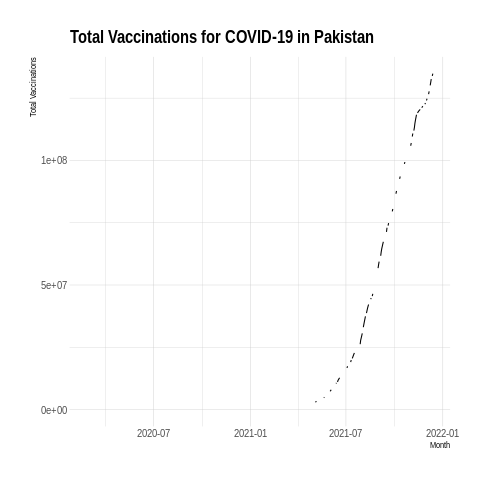 Total Vaccinations for COVID-19 in Pakistan
Total Vaccinations
1e+08
5e+07
0e+00
2020-07 2021-01 2021-07 2022-01
Month